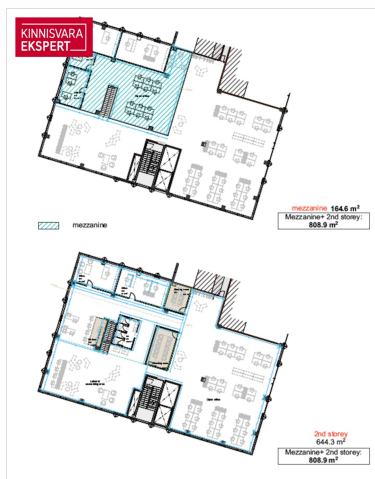 KINNISVARA
EKSPERT
mezzanine 164.6 m²
Mezzanine+ 2nd storey:
808.9 m²
mezzanine
2nd storey
644.3 m²
Mezzanine+ 2nd storey:
808.9 m²